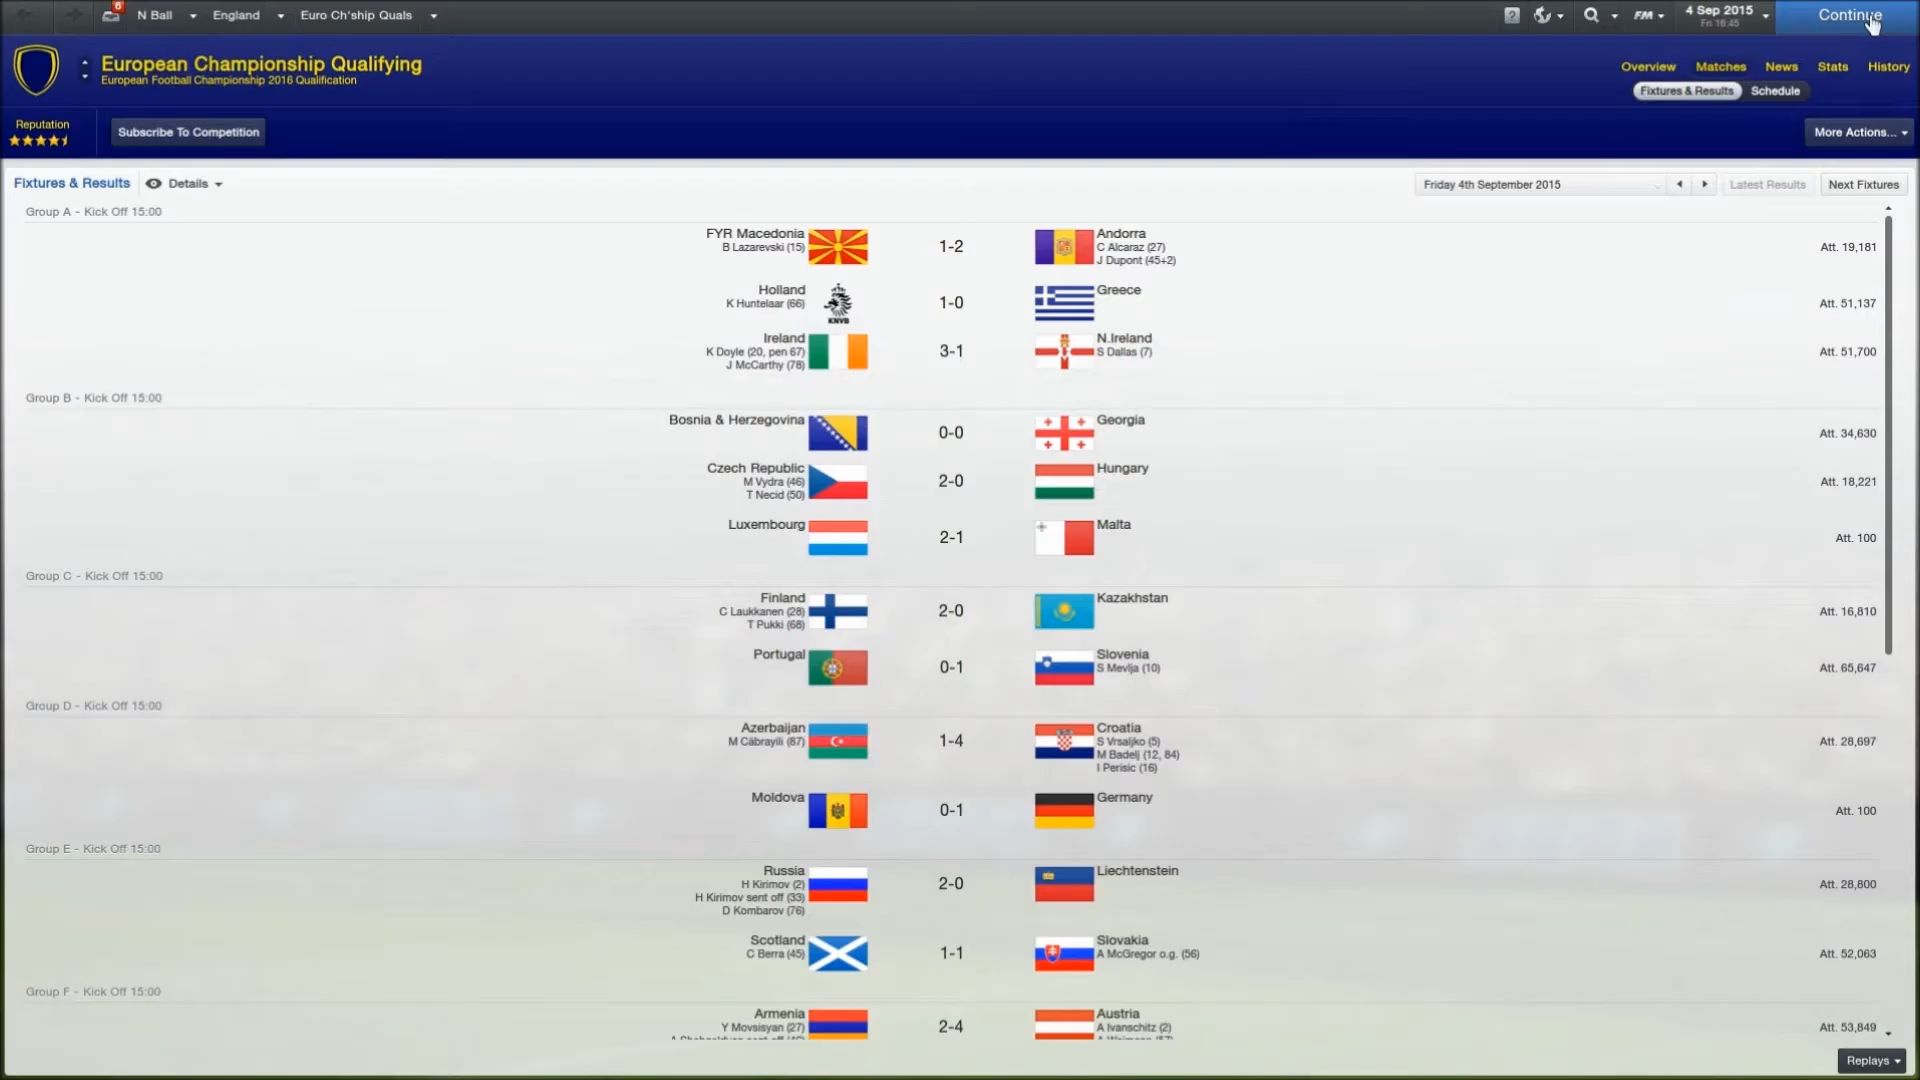 6 N Ball England Euro Ch'ship Quals ? FM 4 Sep 2015 Continue
Fri 16:45
European Championship Qualifying
European Football Championship 2016 Qualification
Overview Matches News Stats History
Fixtures & Results Schedule
Reputation
Subscribe To Competition More Actions...
Fixtures & Results Details Friday 4th September 2015 Latest Results Next Fixtures
Group A - Kick Off 15:00
FYR Macedonia 1-2 Andorra Att. 19,181
B Lazarevski (15) C Alcaraz (27)
J Dupont (45+2)
Holland 1-0 Greece Att. 51,137
K Huntelaar (66)
KNVB
Ireland 3-1 N.Ireland Att. 51,700
K Doyle (20, pen 67) S Dallas (7)
J McCarthy (78)
Group B - Kick Off 15:00
Bosnia & Herzegovina 0-0 Georgia Att. 34,630
Czech Republic 2-0 Hungary Att. 18,221
M Vydra (46)
T Necid (50)
Luxembourg 2-1 Malta Att. 100
Group C - Kick Off 15:00
Finland 2-0 Kazakhstan Att. 16,810
C Laukkanen (28)
T Pukki (68)
Portugal 0-1 Slovenia Att. 65,647
S Mevlja (10)
Group D - Kick Off 15:00
Azerbaijan 1-4 Croatia Att. 28,697
M Cäbrayili (87) S Vrsaljko (5)
M Badelj (12, 84)
I Perisic (16)
Moldova 0-1 Germany Att. 100
Group E - Kick Off 15:00
Russia 2-0 Liechtenstein Att. 28,800
H Kirimov (2)
H Kirimov sent off (33)
D Kombarov (76)
Scotland 1-1 Slovakia Att. 52,063
C Berra (45) A McGregor o.g. (56)
Group F - Kick Off 15:00
Armenia 2-4 Austria Att. 53,849
Y Movsisyan (27) A Ivanschitz (2)
Replays